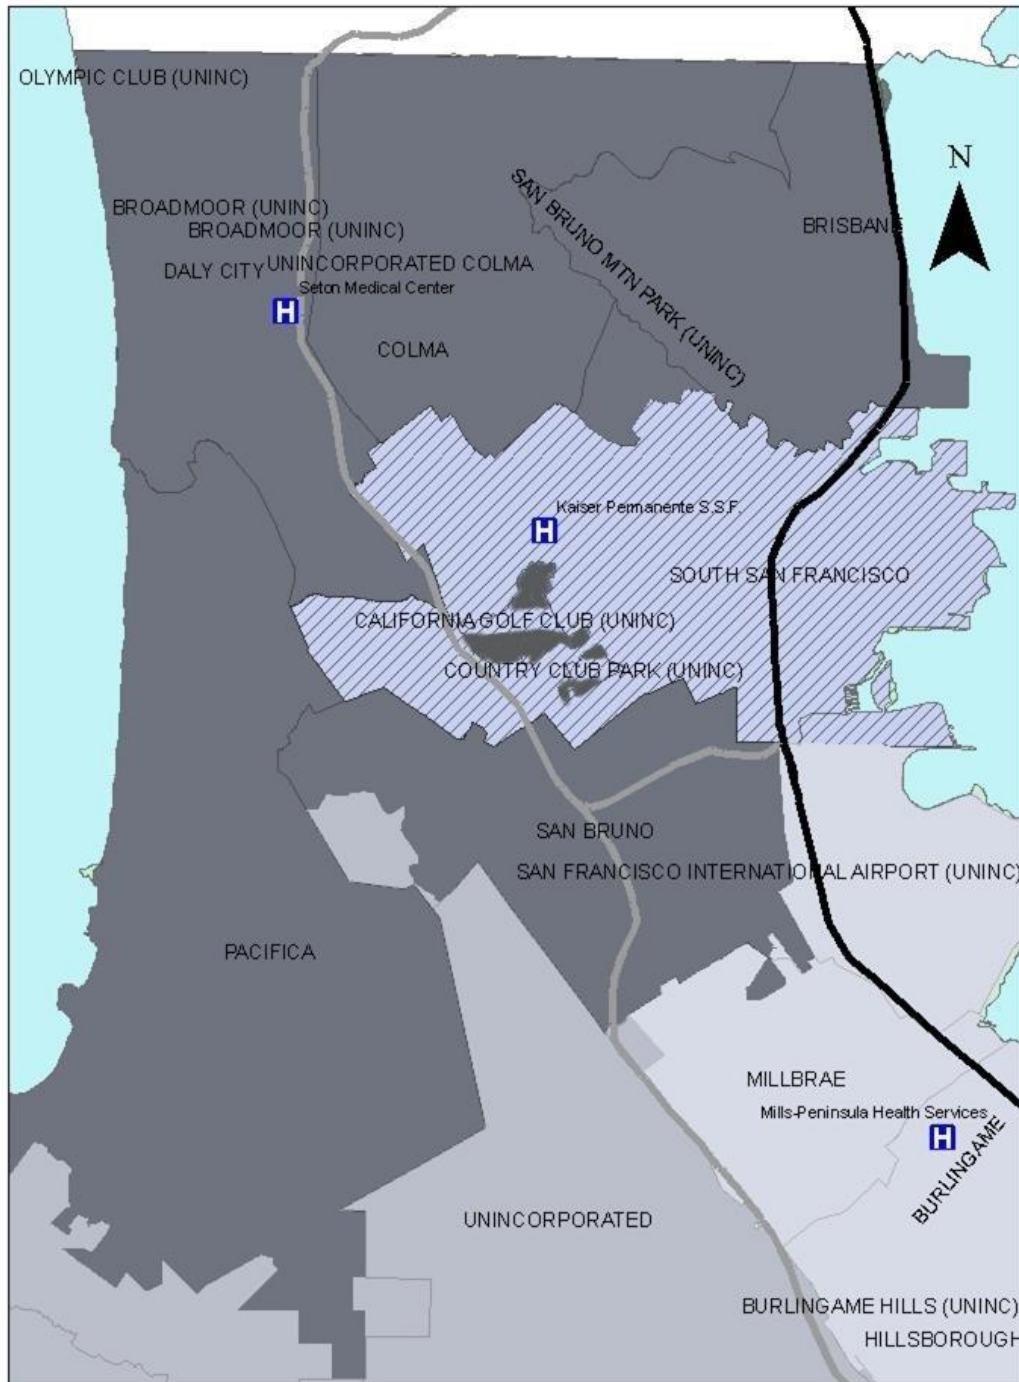 OLYMPIC CLUB (UNINC)
N
SAN BRUNO MTN PARK (UNINC)
BROADMOOR (UNINC)
BRISBANE
BROADMOOR (UNINC)
DALY CITY
UNINCORPORATED COLMA
Seton Medical Center
H
COLMA
Kaiser Permanente S.S.F.
H
SOUTH SAN FRANCISCO
CALIFORNIA GOLF CLUB (UNINC)
COUNTRY CLUB PARK (UNINC)
SAN BRUNO
SAN FRANCISCO INTERNATIONAL AIRPORT (UNINC)
PACIFICA
MILLBRAE
Mills-Peninsula Health Services
H
BURLINGAME
UNINCORPORATED
BURLINGAME HILLS (UNINC)
HILLSBOROUGH